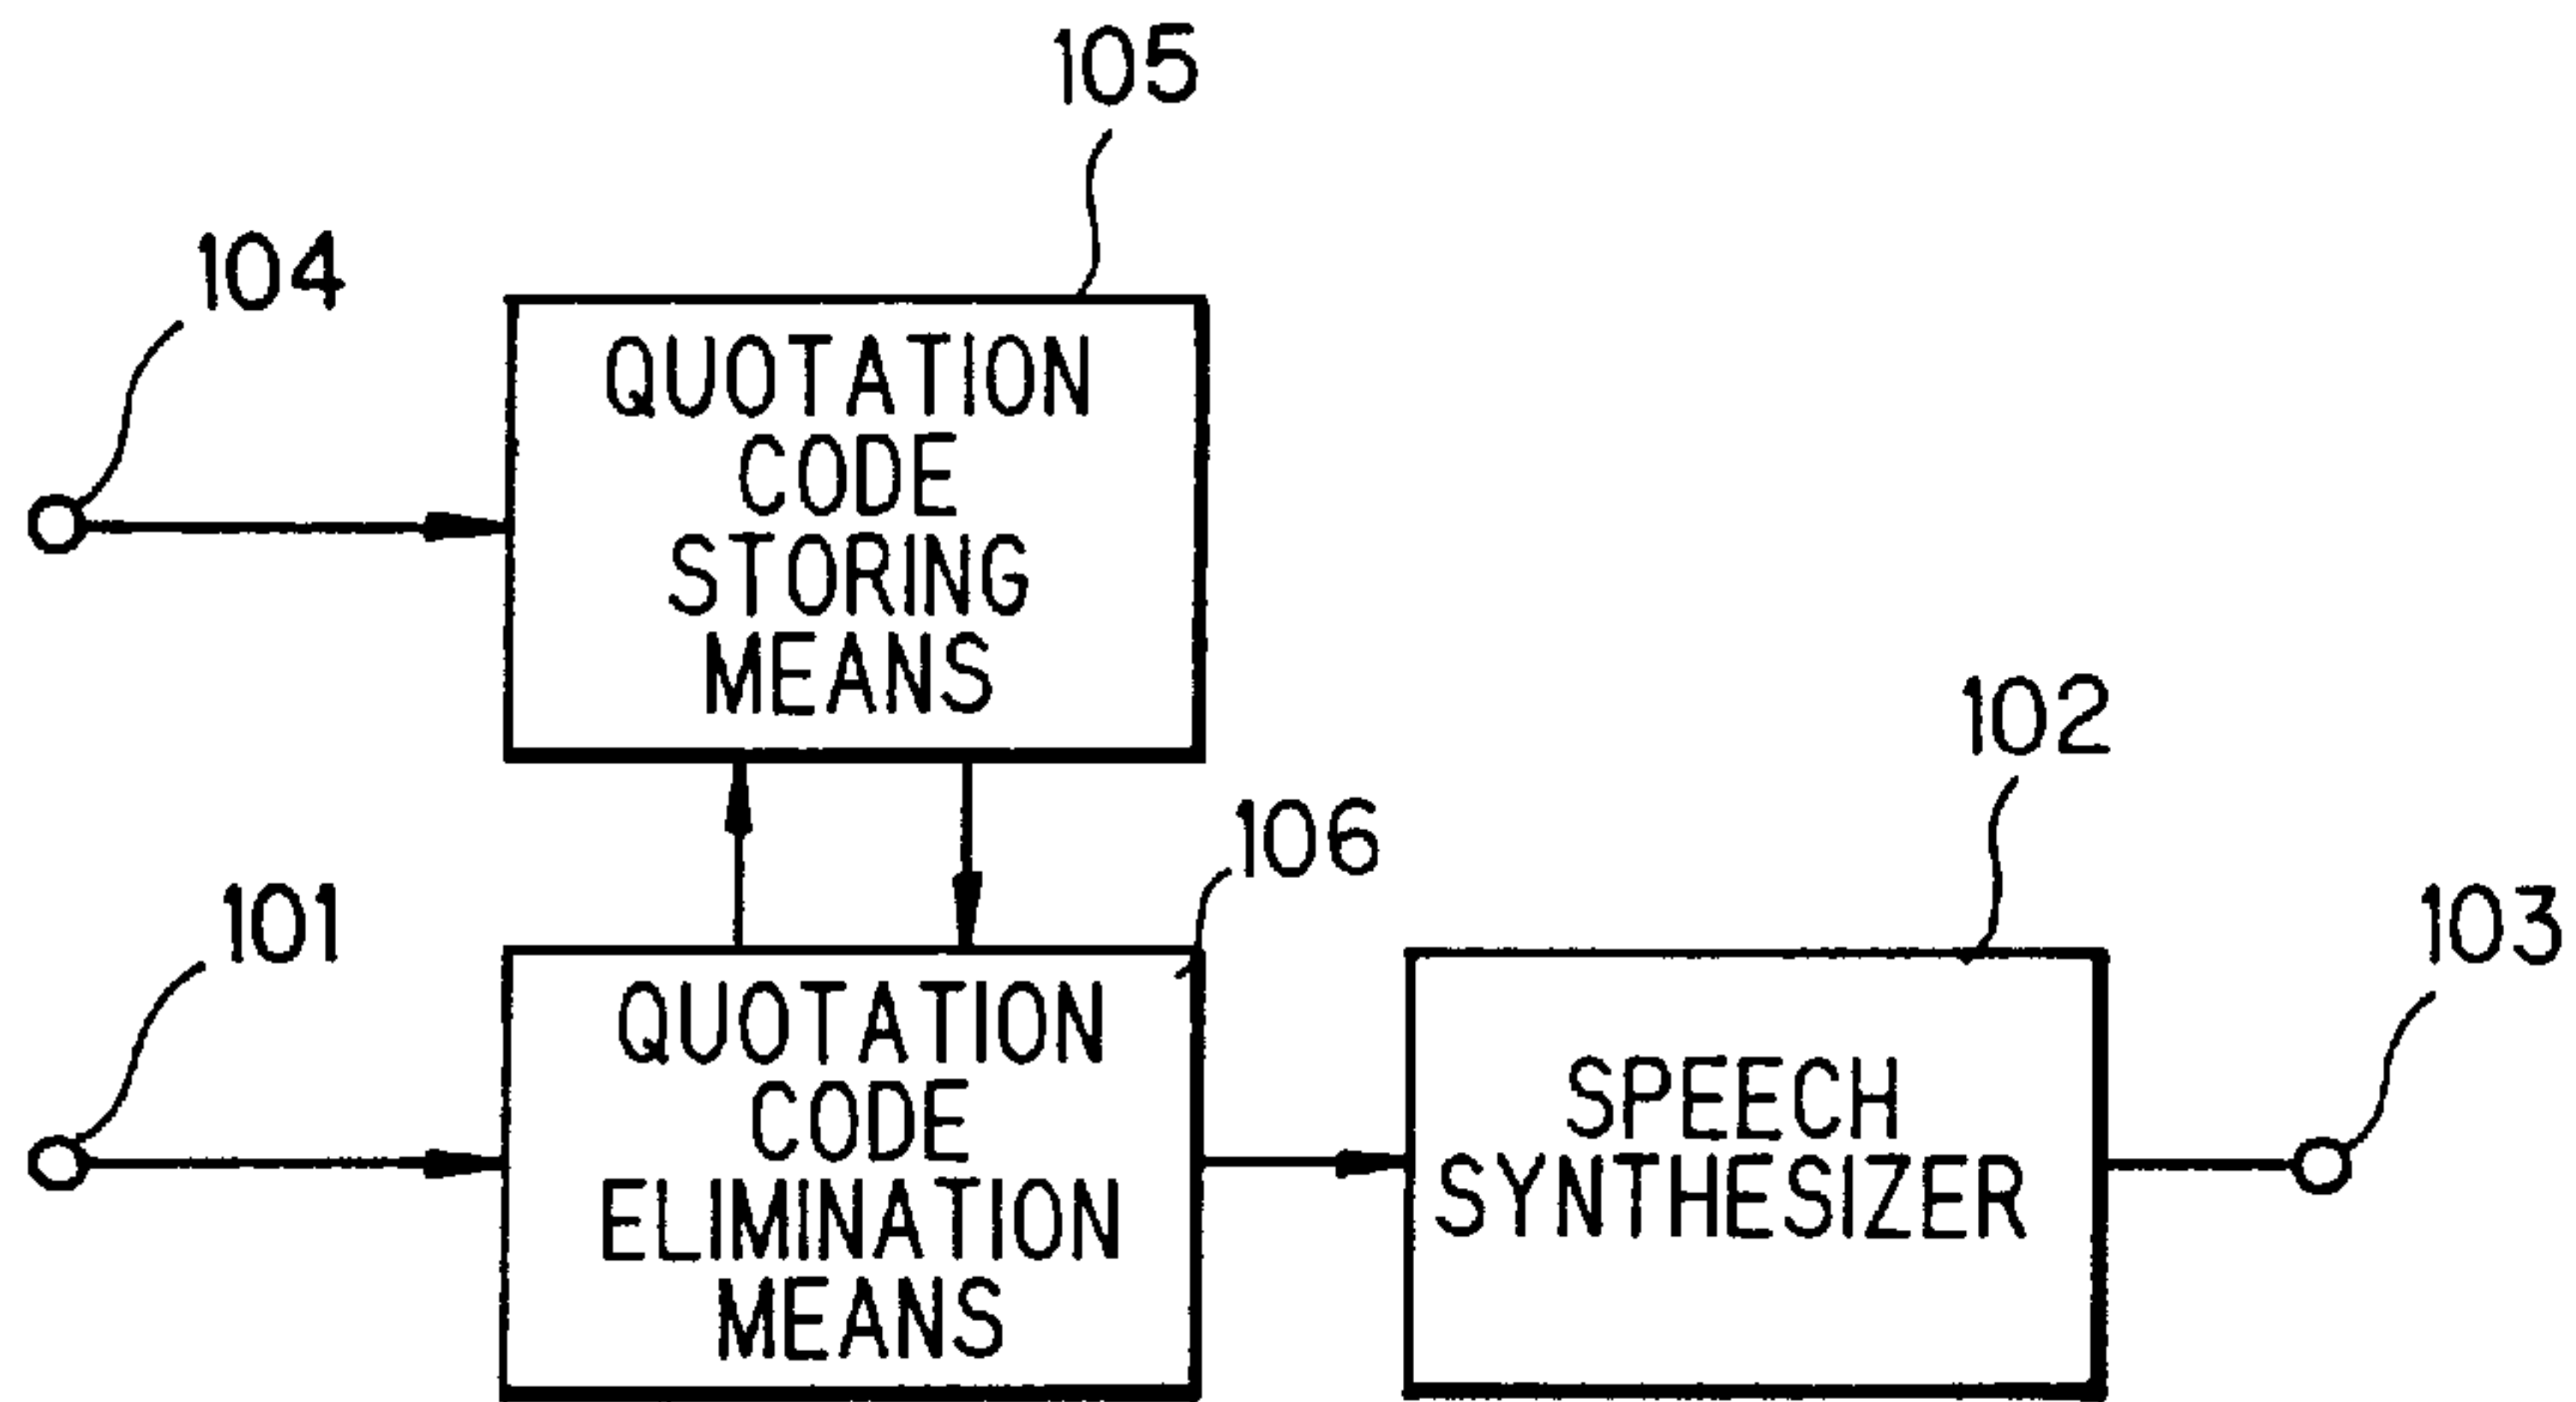 105
104
QUOTATION
CODE
STORING
MEANS
102
106
101
103
QUOTATION
CODE
ELIMINATION
MEANS
SPEECH
SYNTHESIZER